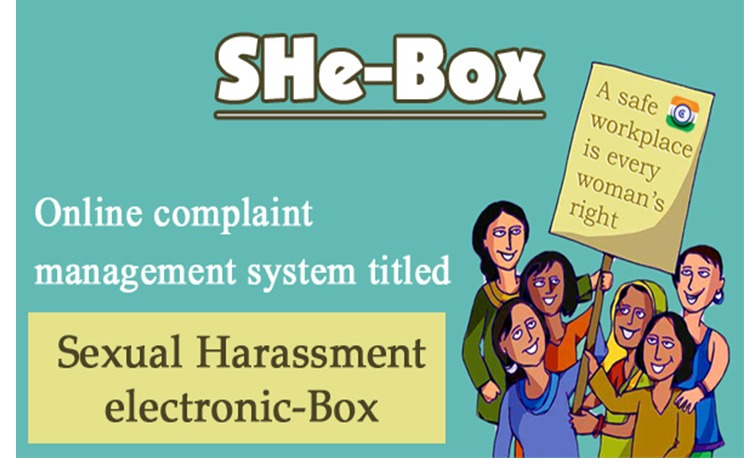 SHe-Box
A safe
workplace
is every
woman's
right
Online complaint
management system titled
Sexual Harassment
electronic-Box